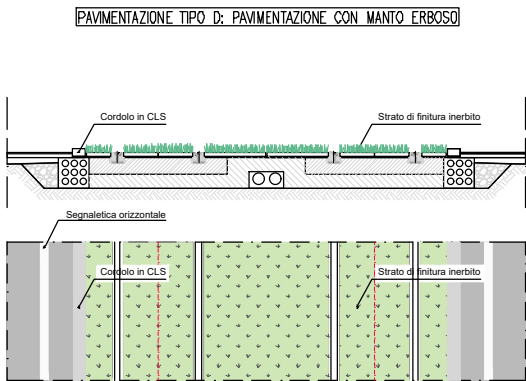 PAVIMENTAZIONE TIPO D: PAVIMENTAZIONE CON MANTO ERBOSO
Cordolo in CLS
Strato di finitura inerbito
Segnaletica orizzontale
Cordolo in CLS
Strato di finitura inerbito